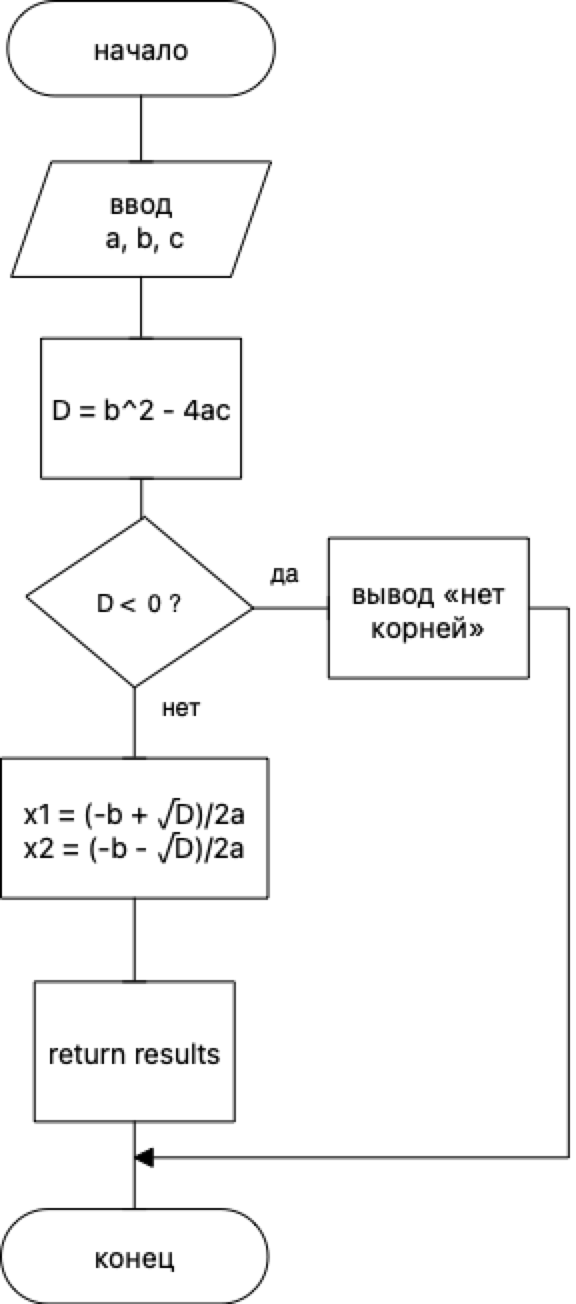 начало
ввод
a, b, c
D = b^2 - 4ac
D < 0 ?
да
вывод «нет
корней»
нет
x1 = (-b + √D)/2a
x2 = (-b - √D)/2a
return results
конец